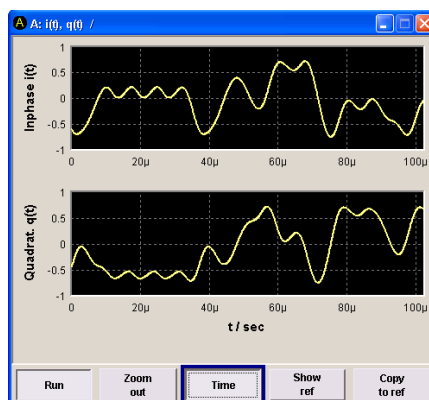 A: i(t), q(t) /
Inphase i(t)
1
0.5
0
-0.5
-1
0 20µ 40µ 60µ 80µ 100µ
Quadrat. q(t)
1
0.5
0
-0.5
-1
0 20µ 40µ 60µ 80µ 100µ
t / sec
Run
Zoom
out
Time
Show
ref
Copy
to ref